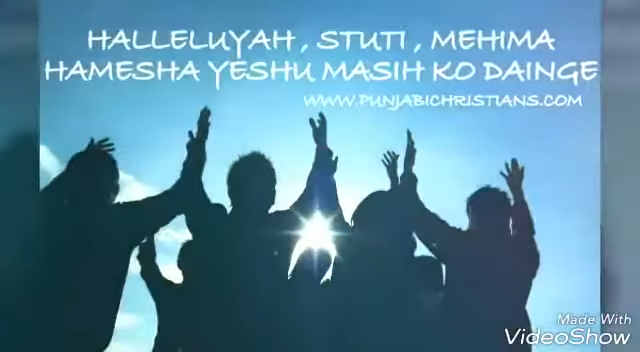 HALLELUYAH , STUTI , MEHIMA
HAMESHA YESHU MASIH KO DAINGE
WWW.PUNJABICHRISTIANS.COM
Made With
VideoShow